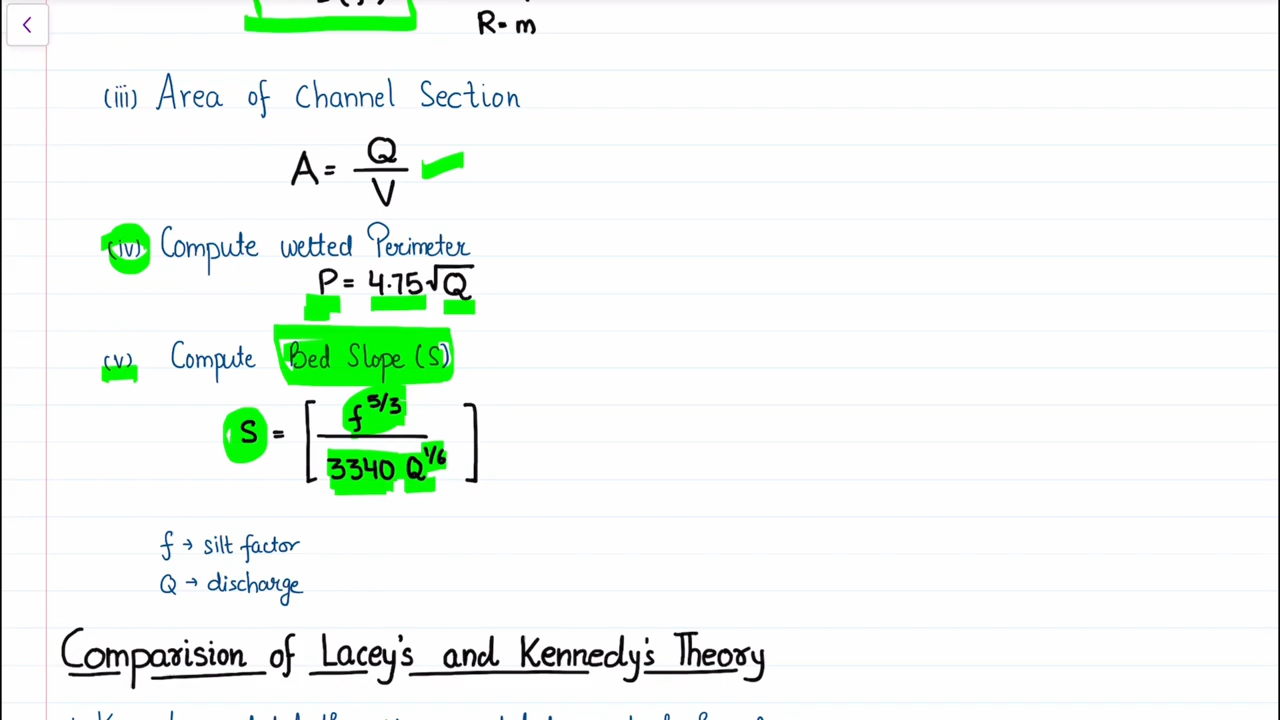 R = m
(iii) Area of Channel Section
A = Q / V
(iv) Compute wetted Perimeter
P = 4.75√Q
(v) Compute Bed Slope (S)
S = [ f^5/3 / 3340 Q^1/6 ]
f → silt factor
Q → discharge
Comparision of Lacey's and Kennedy's Theory